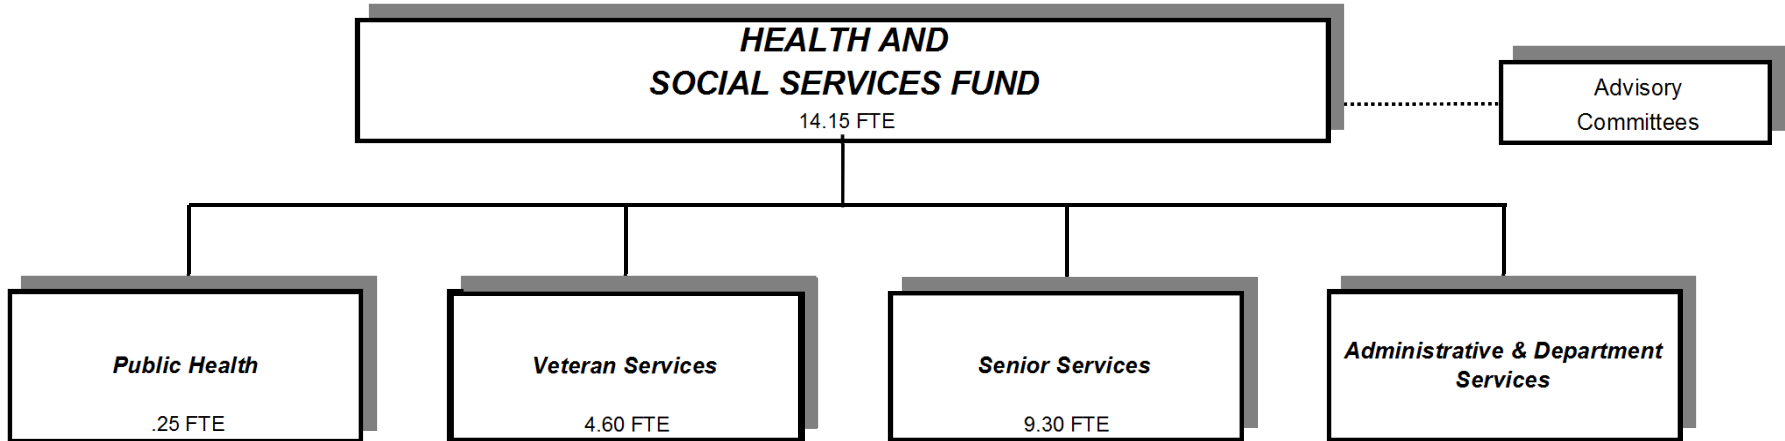 HEALTH AND
SOCIAL SERVICES FUND
14.15 FTE
Advisory
Committees
Public Health
.25 FTE
Veteran Services
4.60 FTE
Senior Services
9.30 FTE
Administrative & Department
Services